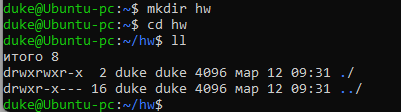 duke@Ubuntu-pc:~$ mkdir hw
duke@Ubuntu-pc:~$ cd hw
duke@Ubuntu-pc:~/hw$ ll
итого 8
drwxrwxr-x  2 duke duke 4096 мар 12 09:31 ./
drwxr-x--- 16 duke duke 4096 мар 12 09:31 ../
duke@Ubuntu-pc:~/hw$